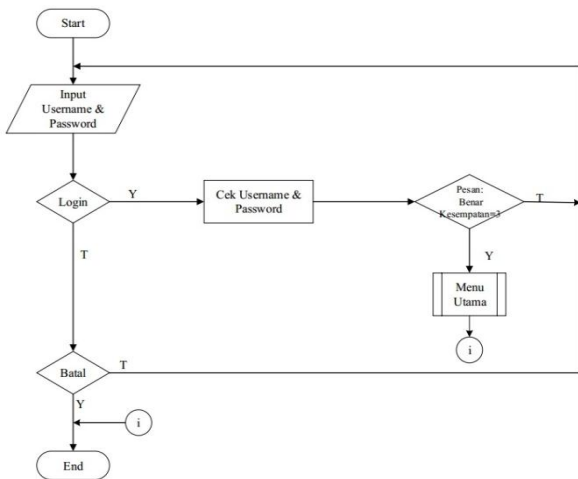 Start
Input
Username &
Password
Login
Y
Cek Username &
Password
Pesan:
Benar
Kesempatan=3
T
Y
T
Menu
Utama
i
Batal
T
Y
i
End